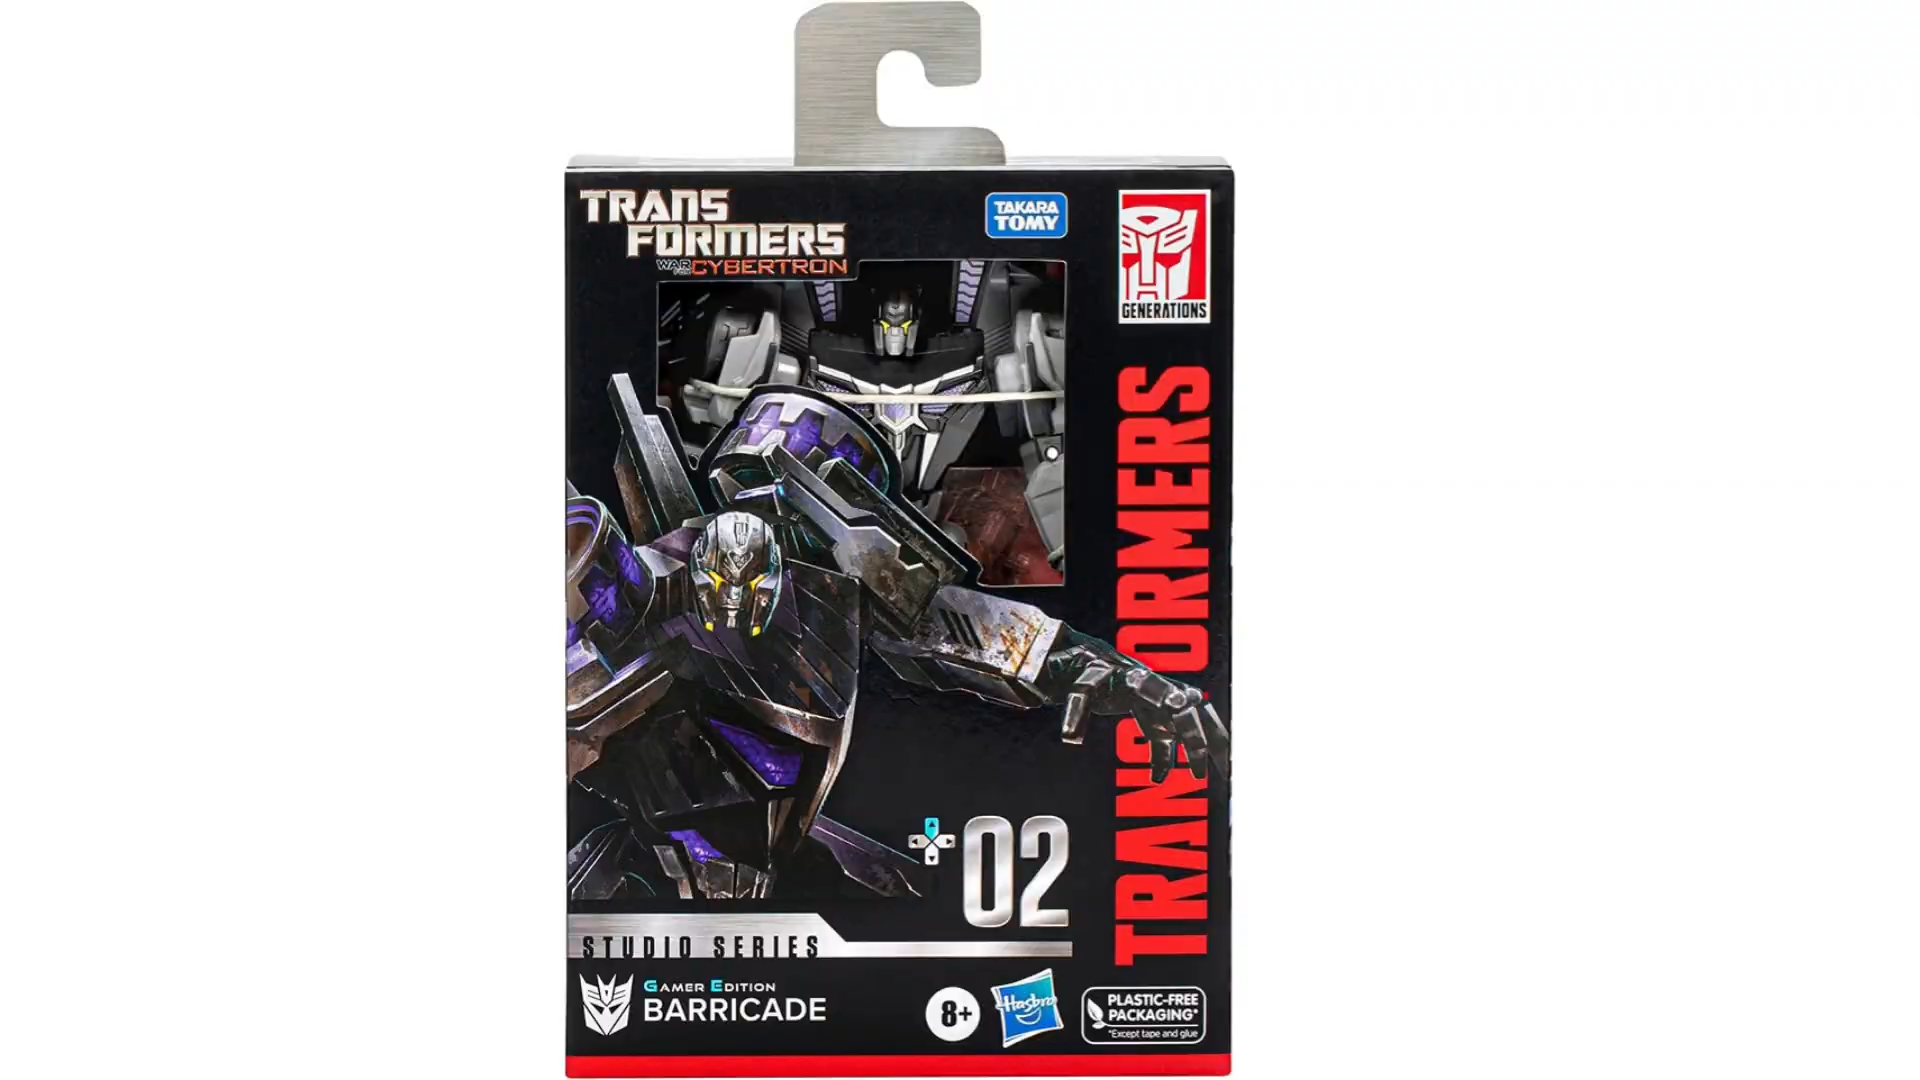 TRANS
FORMERS
WAR FOR CYBERTRON
TAKARA
TOMY
GENERATIONS
TRANSFORMERS
02
STUDIO SERIES
GAMER EDITION
BARRICADE
8+
Hasbro
PLASTIC-FREE
PACKAGING*
*Except tape and glue